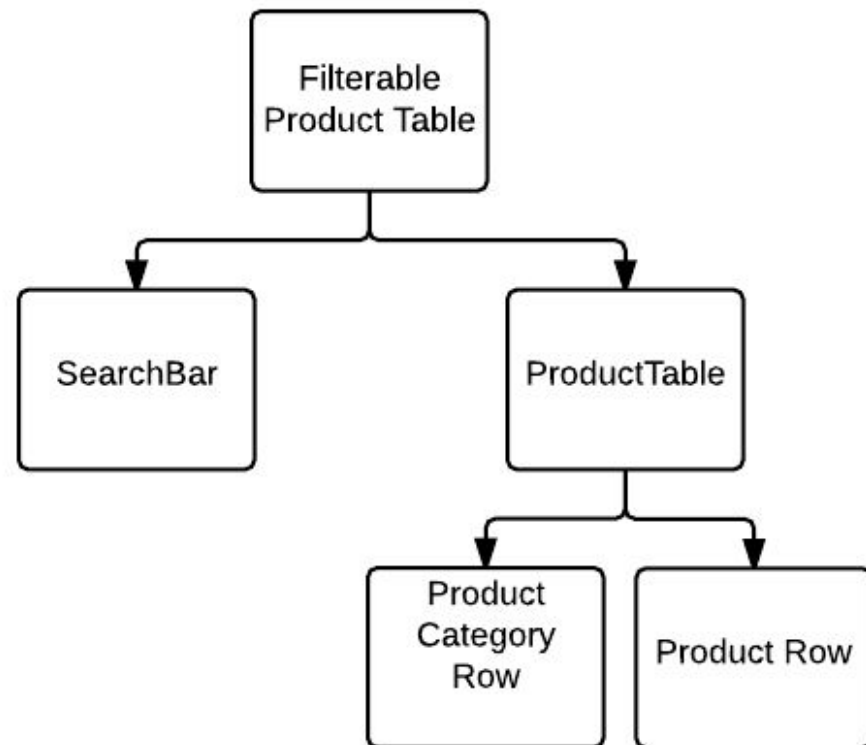 Filterable
Product Table
SearchBar
ProductTable
Product
Category
Row
Product Row